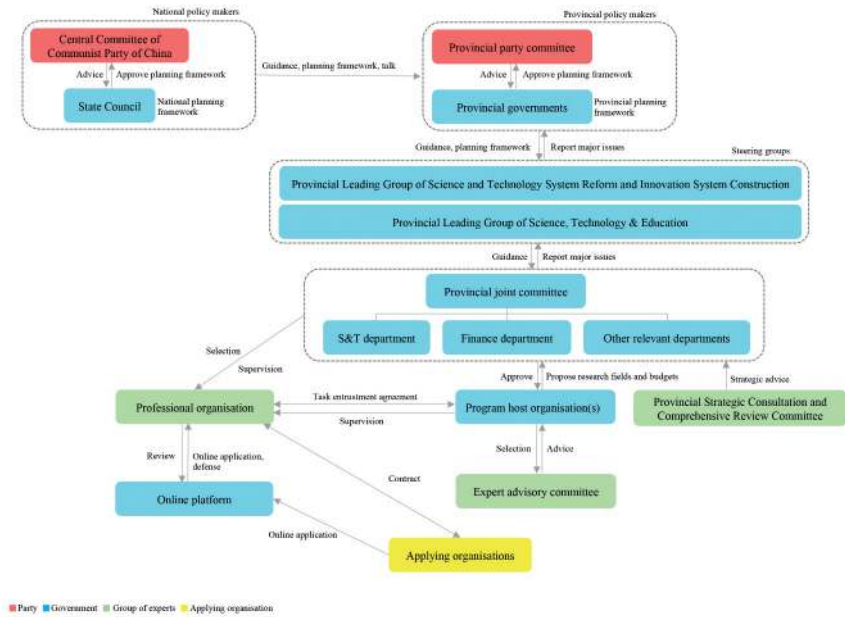 National policy makers
Central Committee of
Communist Party of China
Advice
Approve planning framework
State Council
National planning
framework
Guidance, planning framework, talk
Provincial policy makers
Provincial party committee
Advice
Approve planning framework
Provincial governments
Provincial planning
framework
Guidance, planning framework
Report major issues
Steering groups
Provincial Leading Group of Science and Technology System Reform and Innovation System Construction
Provincial Leading Group of Science, Technology & Education
Guidance
Report major issues
Provincial joint committee
S&T department
Finance department
Other relevant departments
Selection
Supervision
Approve
Propose research fields and budgets
Strategic advice
Professional organisation
Task entrustment agreement
Supervision
Program host organisation(s)
Provincial Strategic Consultation and
Comprehensive Review Committee
Review
Online application,
defense
Selection
Advice
Contract
Online platform
Expert advisory committee
Online application
Applying organisations
Party
Government
Group of experts
Applying organisation